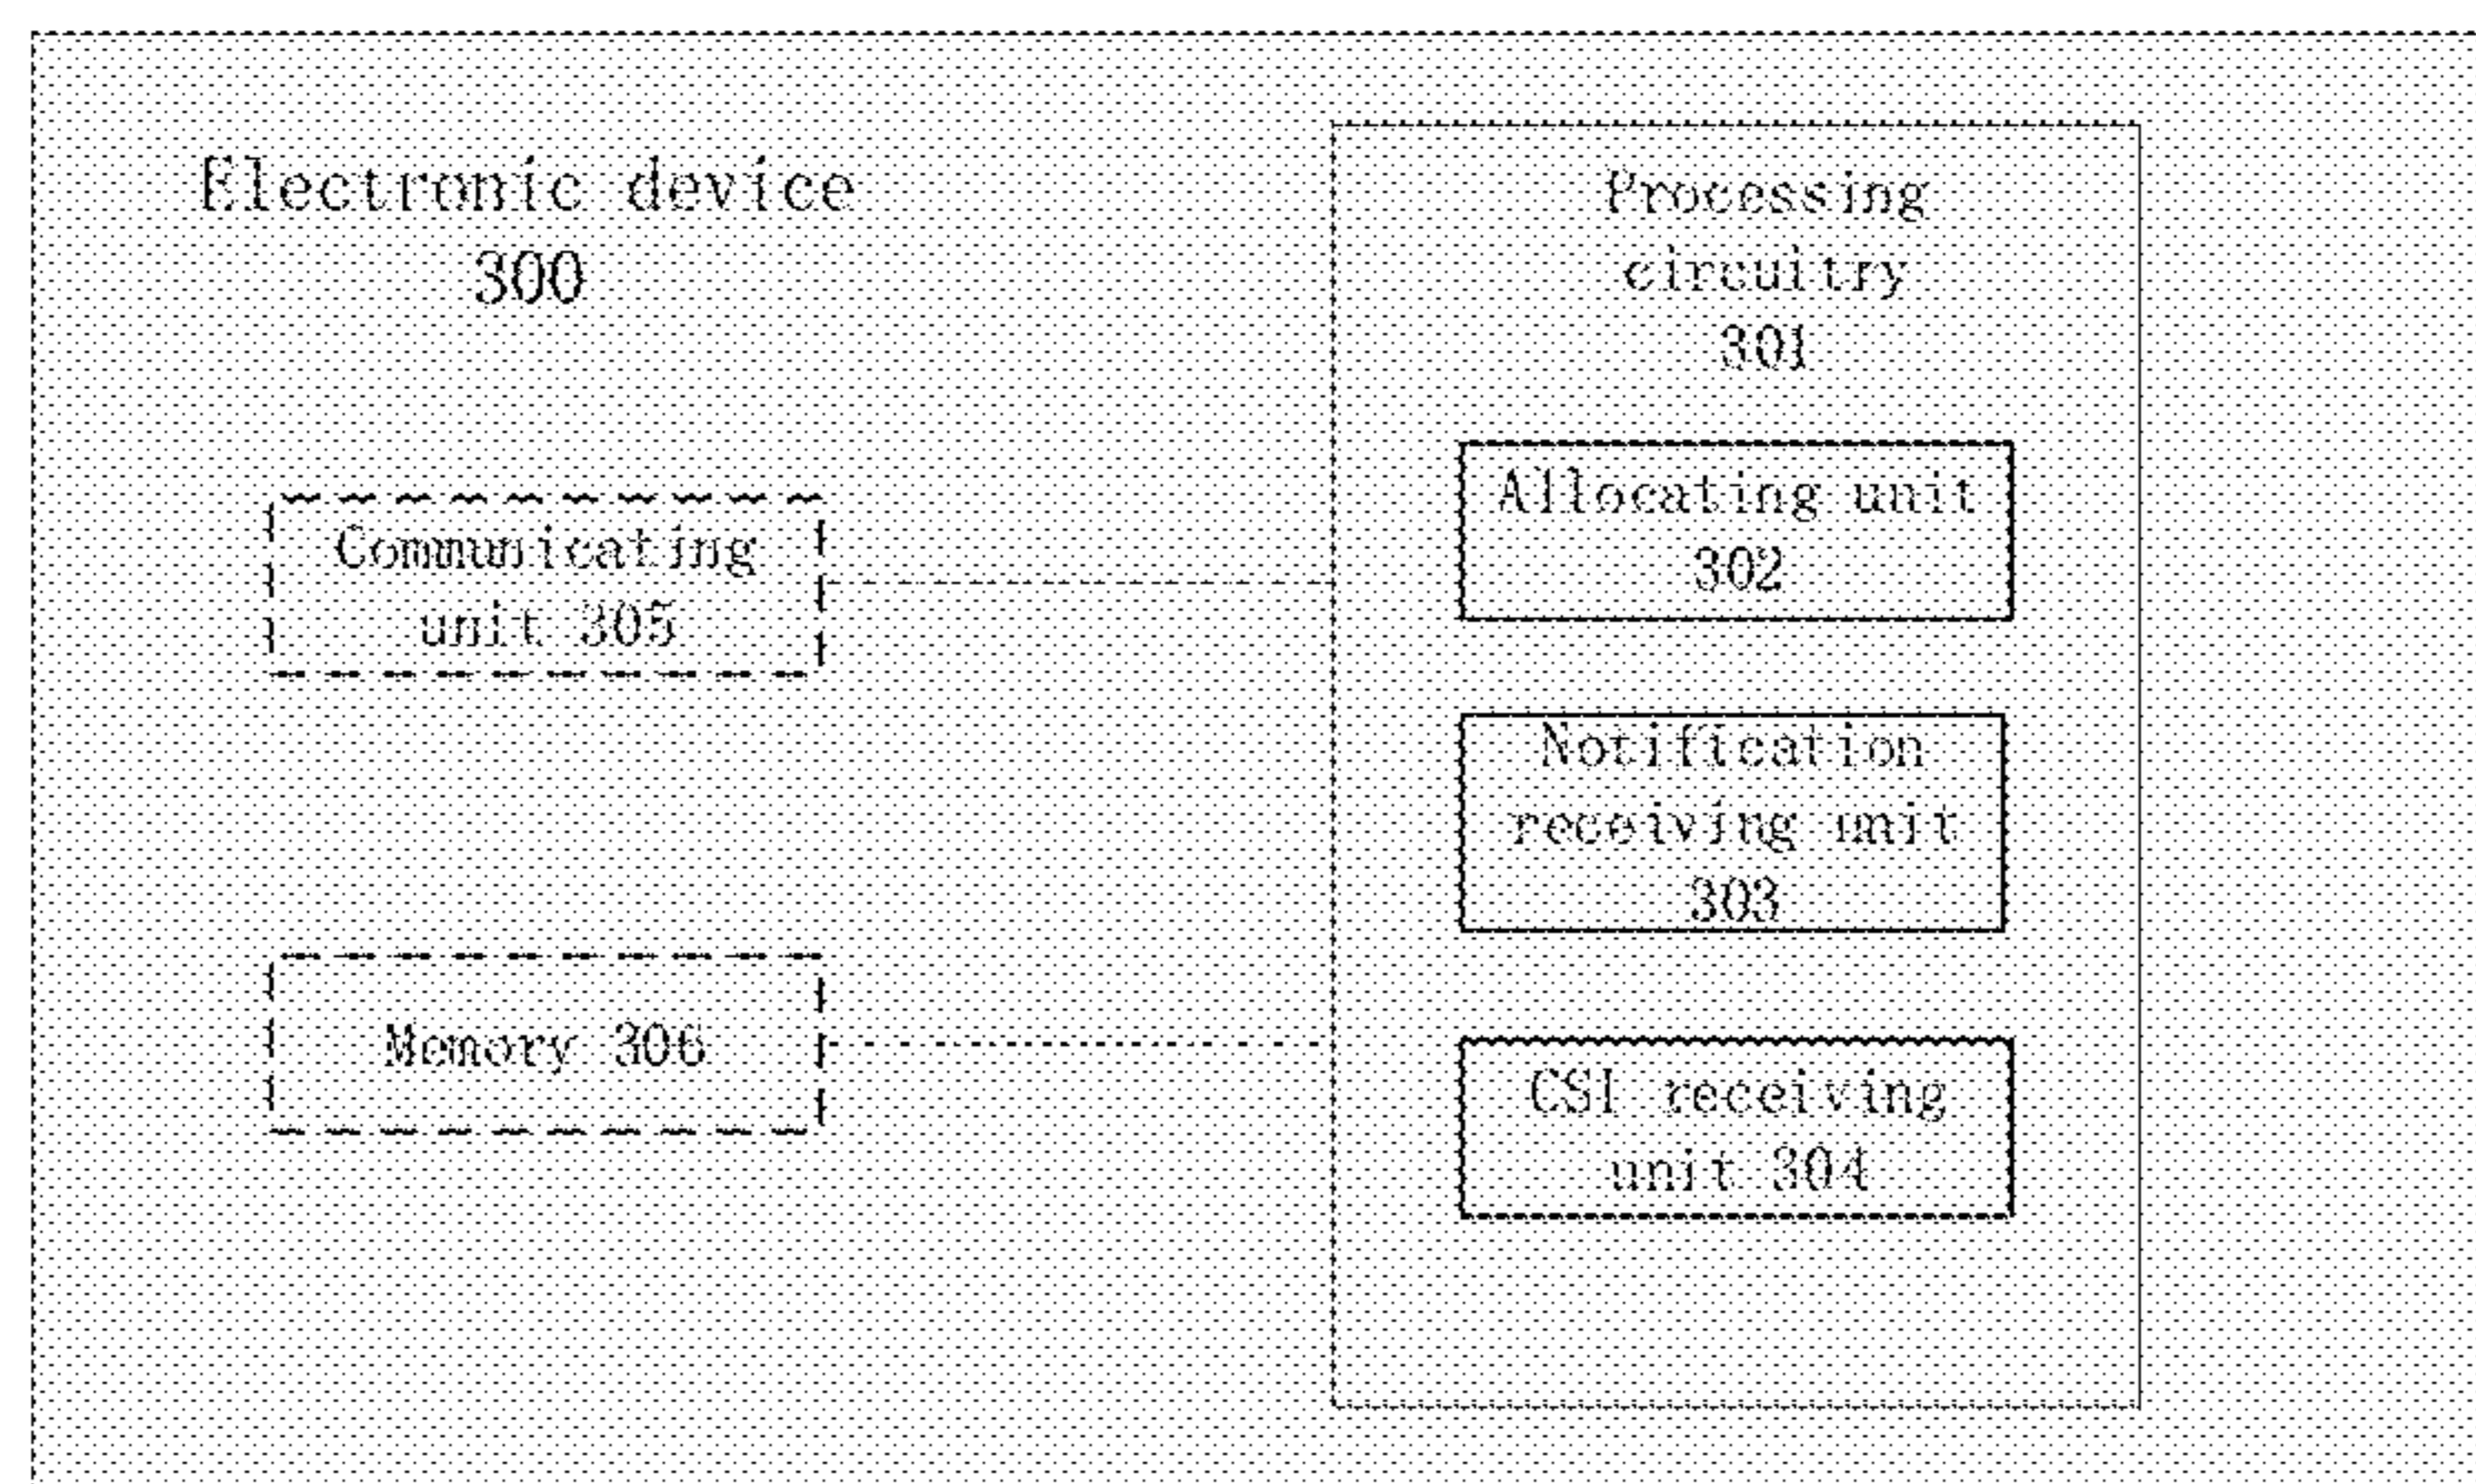 Electronic device
300
Processing
circuitry
301
Allocating unit
302
Communicating
unit 305
Notification
receiving unit
303
Memory 306
CSI receiving
unit 304